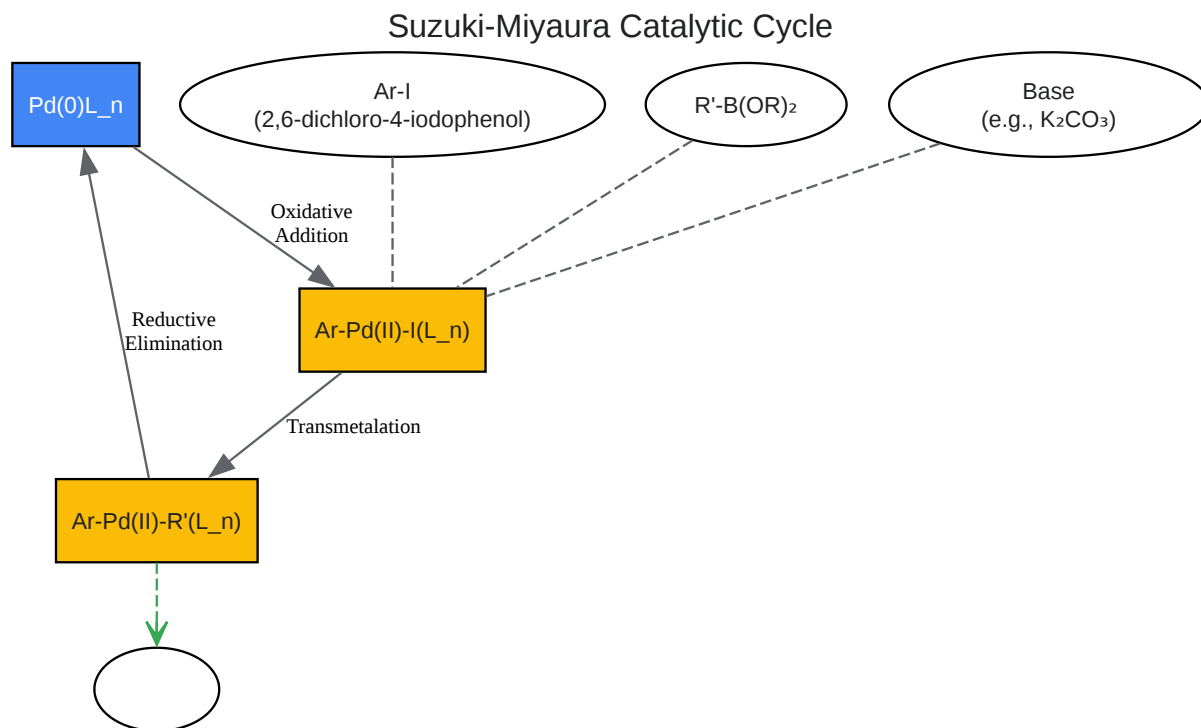 Suzuki-Miyaura Catalytic Cycle
Pd(0)L_n
Ar-I
(2,6-dichloro-4-iodophenol)
R'-B(OR)₂
Base
(e.g., K₂CO₃)
Oxidative
Addition
Reductive
Elimination
Ar-Pd(II)-I(L_n)
Transmetalation
Ar-Pd(II)-R'(L_n)